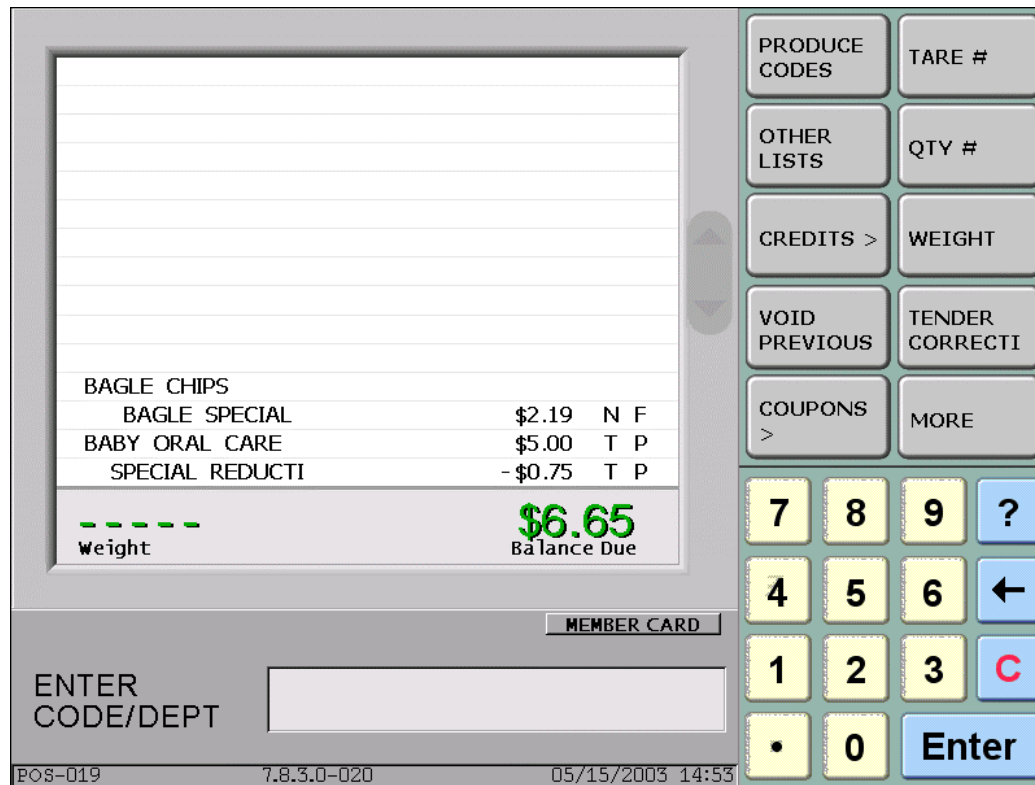 BAGLE CHIPS
BAGLE SPECIAL $2.19 N F
BABY ORAL CARE $5.00 T P
SPECIAL REDUCTI -$0.75 T P
----- $6.65
Weight Balance Due
MEMBER CARD
ENTER
CODE/DEPT
POS-019 7.8.3.0-020 05/15/2003 14:53
PRODUCE
CODES
TARE #
OTHER
LISTS
QTY #
CREDITS >
WEIGHT
VOID
PREVIOUS
TENDER
CORRECTI
COUPONS
>
MORE
7 8 9 ?
4 5 6 ←
1 2 3 C
. 0 Enter